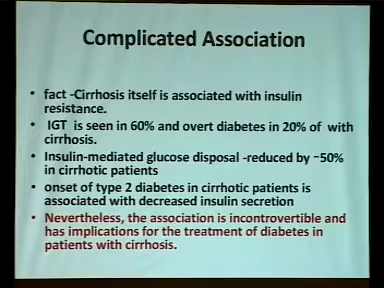 Complicated Association
• fact -Cirrhosis itself is associated with insulin
resistance.
• IGT is seen in 60% and overt diabetes in 20% of with
cirrhosis.
• Insulin-mediated glucose disposal -reduced by ~50%
in cirrhotic patients
• onset of type 2 diabetes in cirrhotic patients is
associated with decreased insulin secretion
• Nevertheless, the association is incontrovertible and
has implications for the treatment of diabetes in
patients with cirrhosis.